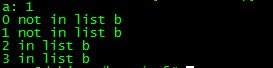 a: 1
0 not in list b
1 not in list b
2 in list b
3 in list b